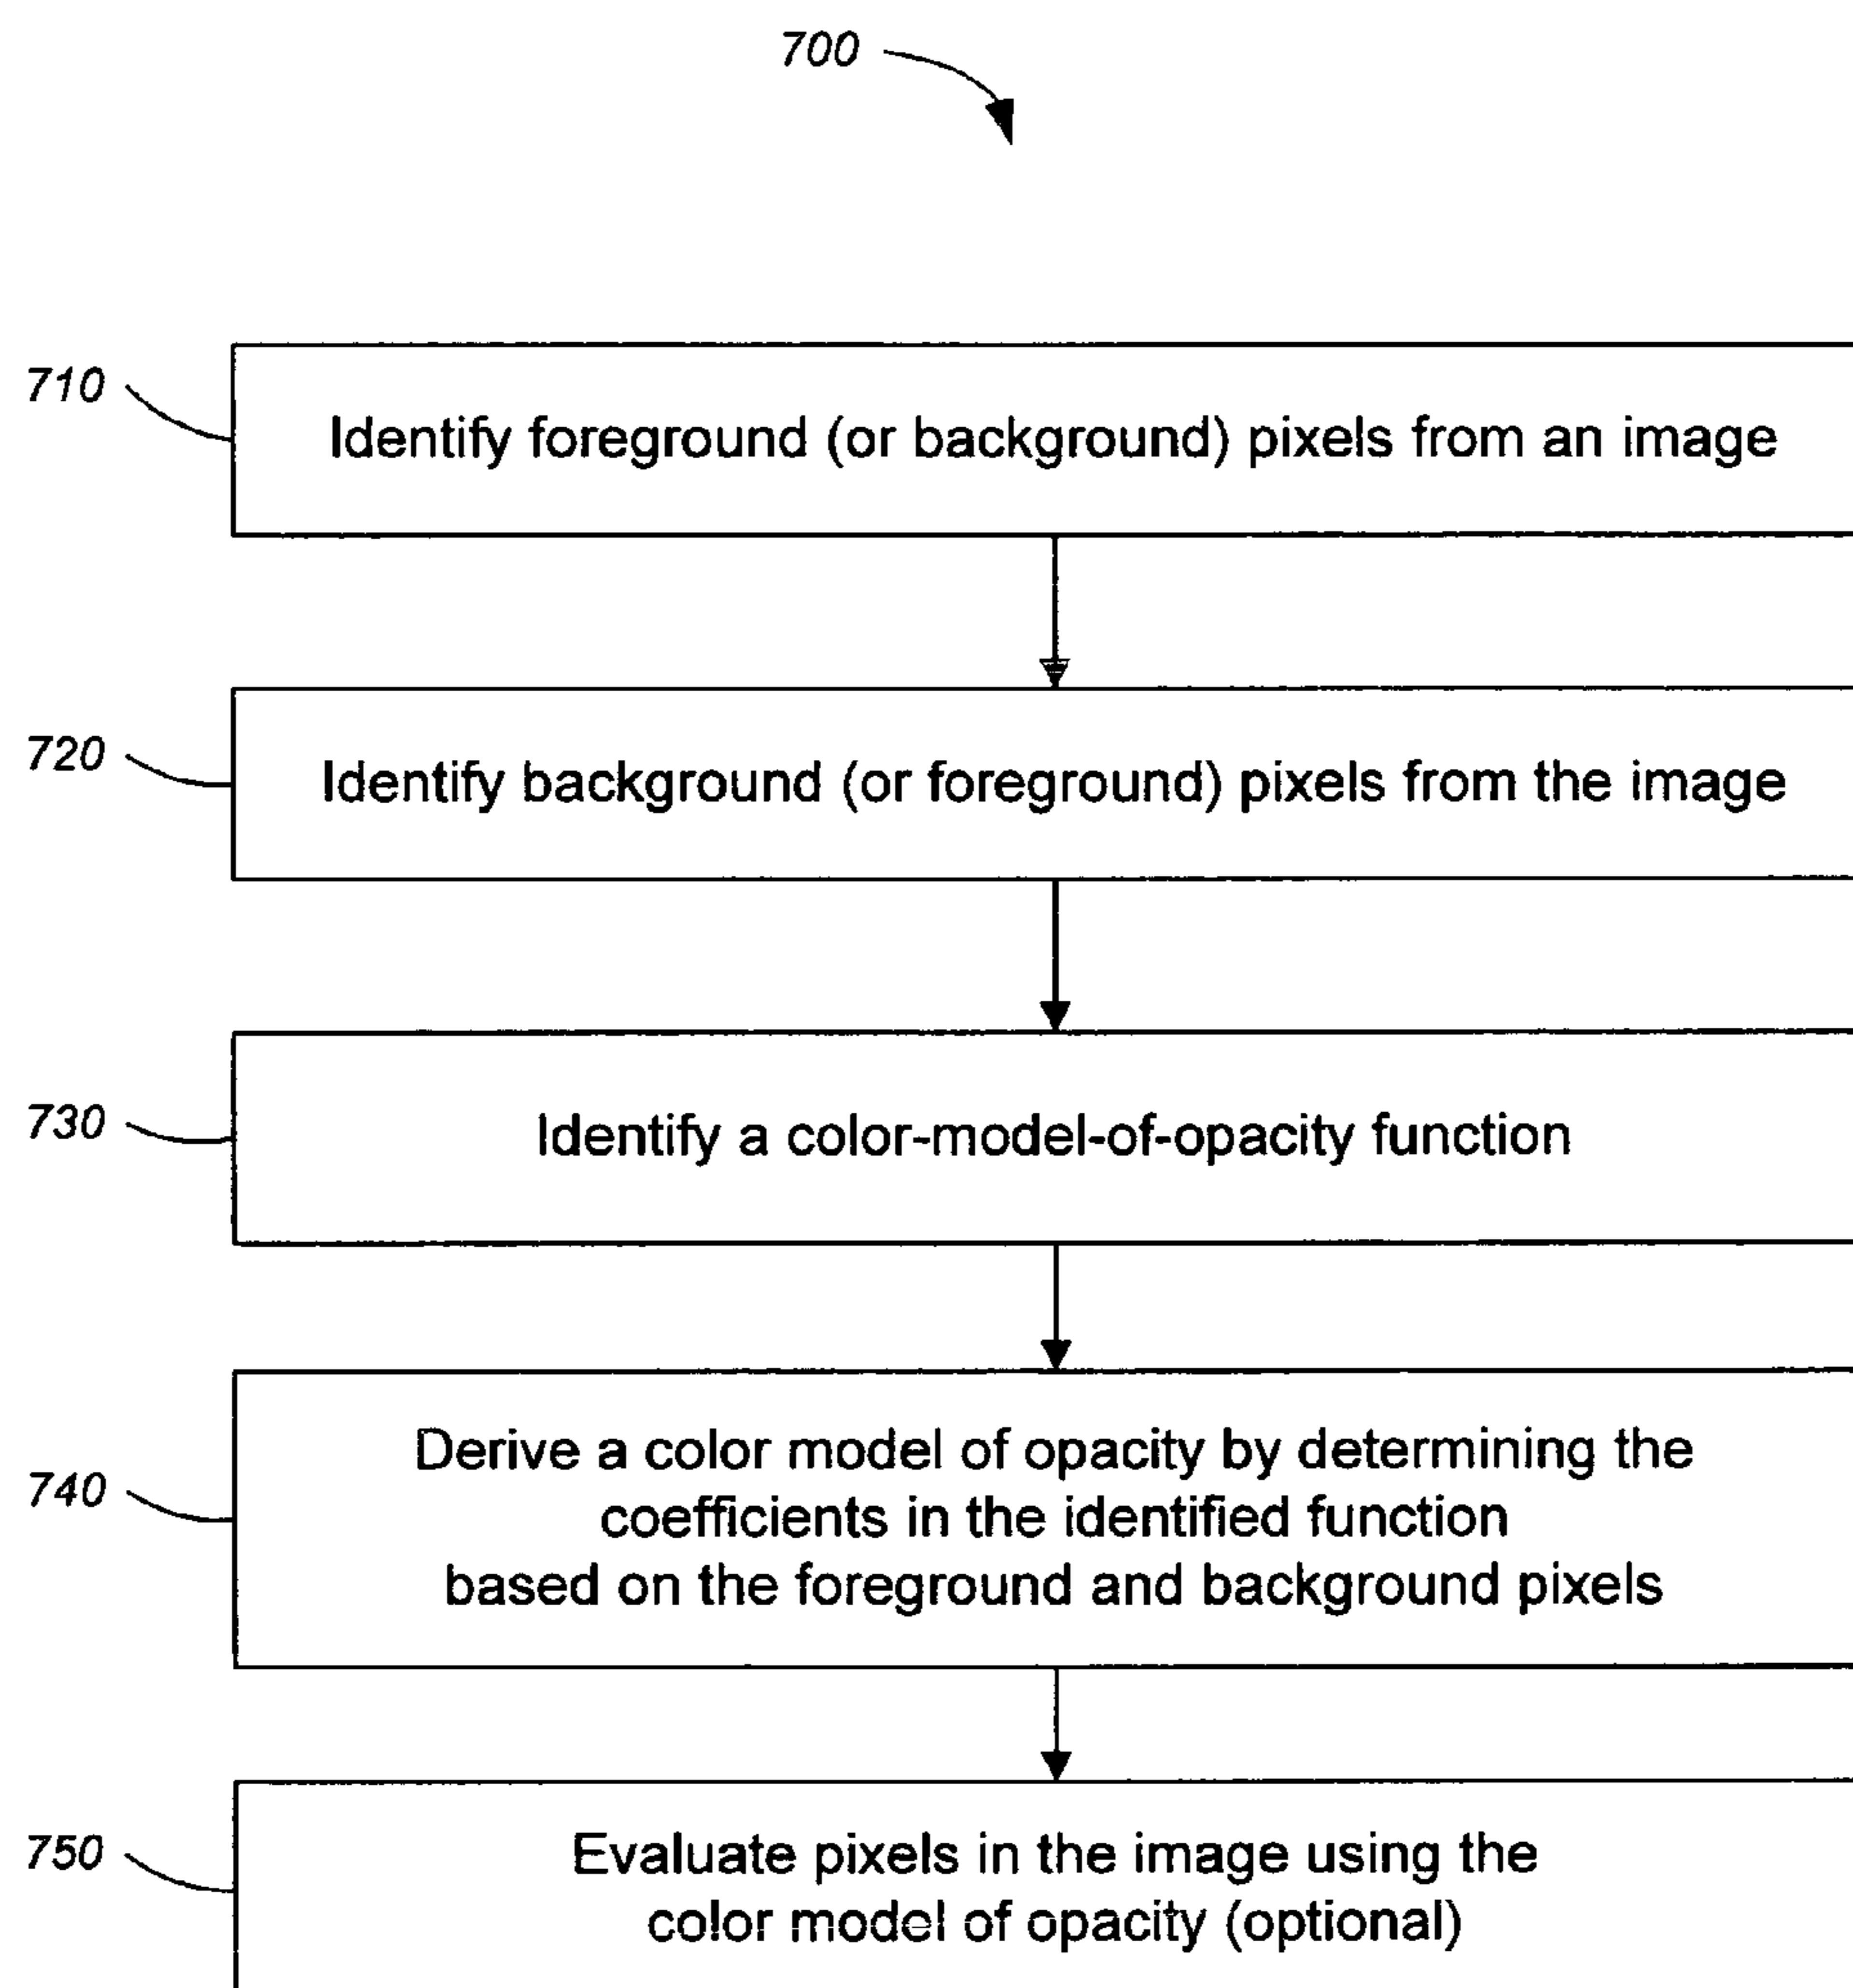 700
710
Identify foreground (or background) pixels from an image
720
Identify background (or foreground) pixels from the image
730
Identify a color-model-of-opacity function
740
Derive a color model of opacity by determining the
coefficients in the identified function
based on the foreground and background pixels
750
Evaluate pixels in the image using the
color model of opacity (optional)